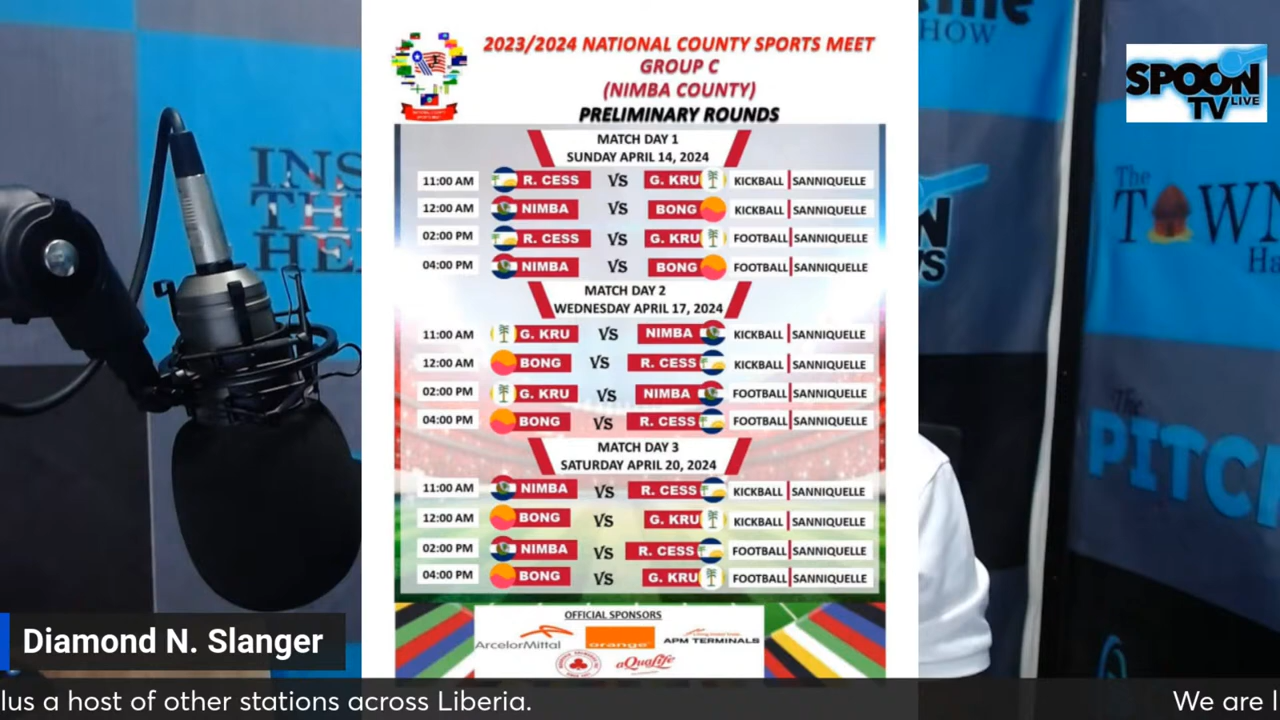 2023/2024 NATIONAL COUNTY SPORTS MEET
GROUP C
(NIMBA COUNTY)
PRELIMINARY ROUNDS
MATCH DAY 1
SUNDAY APRIL 14, 2024
11:00 AM R. CESS VS G. KRU KICKBALL SANNIQUELLE
12:00 AM NIMBA VS BONG KICKBALL SANNIQUELLE
02:00 PM R. CESS VS G. KRU FOOTBALL SANNIQUELLE
04:00 PM NIMBA VS BONG FOOTBALL SANNIQUELLE
MATCH DAY 2
WEDNESDAY APRIL 17, 2024
11:00 AM G. KRU VS NIMBA KICKBALL SANNIQUELLE
12:00 AM BONG VS R. CESS KICKBALL SANNIQUELLE
02:00 PM G. KRU VS NIMBA FOOTBALL SANNIQUELLE
04:00 PM BONG VS R. CESS FOOTBALL SANNIQUELLE
MATCH DAY 3
SATURDAY APRIL 20, 2024
11:00 AM NIMBA VS R. CESS KICKBALL SANNIQUELLE
12:00 AM BONG VS G. KRU KICKBALL SANNIQUELLE
02:00 PM NIMBA VS R. CESS FOOTBALL SANNIQUELLE
04:00 PM BONG VS G. KRU FOOTBALL SANNIQUELLE
OFFICIAL SPONSORS
ArcelorMittal orange APM TERMINALS
aQuaLife
SPOON
TV LIVE
HOW
INS
TH
HE
The
TOWN
Ha
The
PITCH
Diamond N. Slanger
lus a host of other stations across Liberia.
We are l